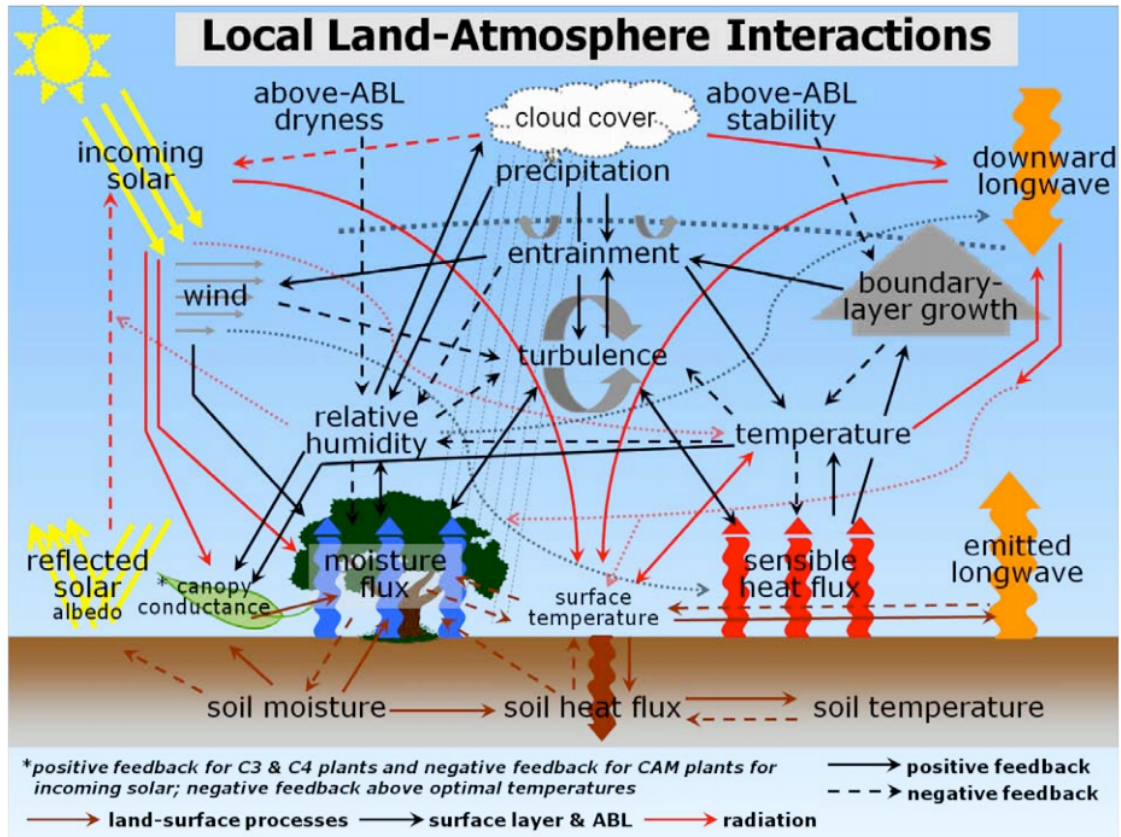 Local Land-Atmosphere Interactions
above-ABL
dryness
cloud cover
above-ABL
stability
incoming
solar
precipitation
downward
longwave
entrainment
wind
boundary-
layer growth
turbulence
relative
humidity
temperature
reflected
solar
albedo
* canopy
conductance
moisture
flux
surface
temperature
sensible
heat flux
emitted
longwave
soil moisture
soil heat flux
soil temperature
*positive feedback for C3 & C4 plants and negative feedback for CAM plants for
incoming solar; negative feedback above optimal temperatures
positive feedback
negative feedback
land-surface processes
surface layer & ABL
radiation